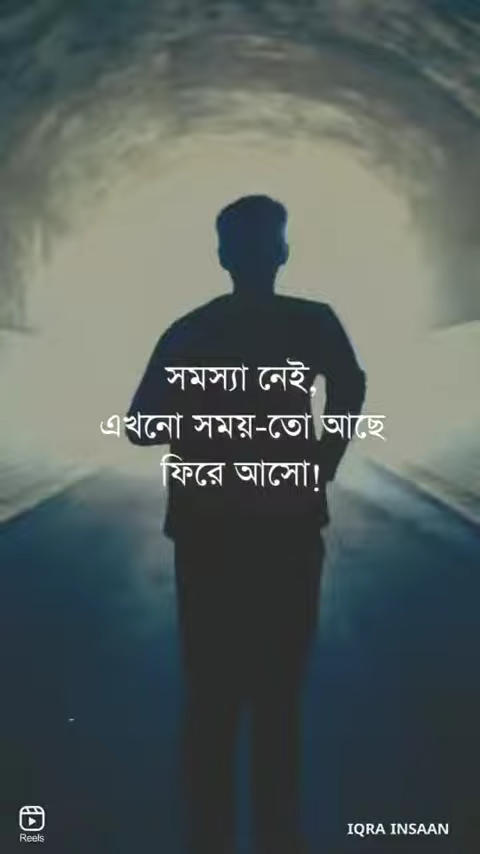 সমস্যা নেই,
এখনো সময়-তো আছে
ফিরে আসো!
Reels
IQRA INSAAN